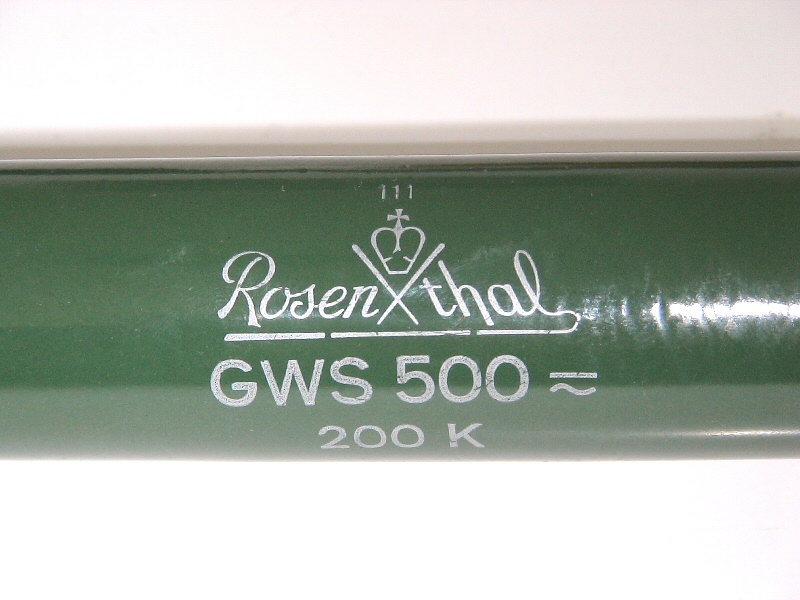 111
Rosenthal
GWS 500 ⎓
200 K